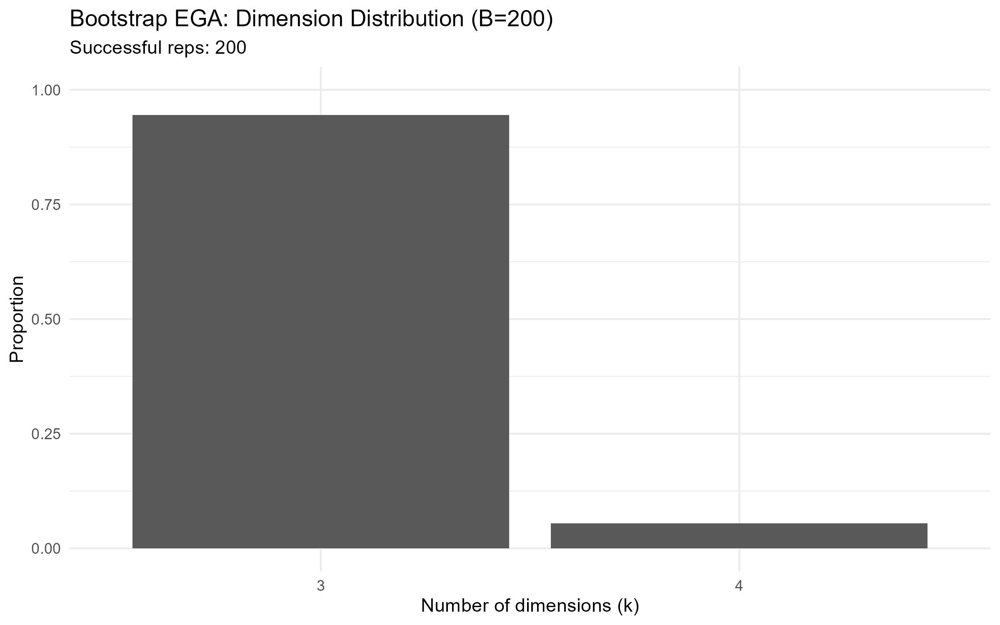 Bootstrap EGA: Dimension Distribution (B=200)
Successful reps: 200
Proportion
1.00
0.75
0.50
0.25
0.00
3
4
Number of dimensions (k)